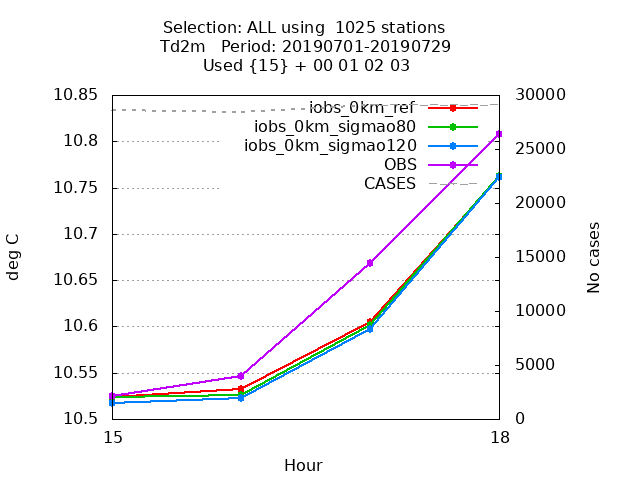 Selection: ALL using  1025 stations
Td2m   Period: 20190701-20190729
Used {15} + 00 01 02 03
10.85
10.8
10.75
10.7
10.65
10.6
10.55
10.5
deg C
30000
25000
20000
15000
10000
5000
0
No cases
iobs_0km_ref
iobs_0km_sigmao80
iobs_0km_sigmao120
OBS
CASES
15
18
Hour